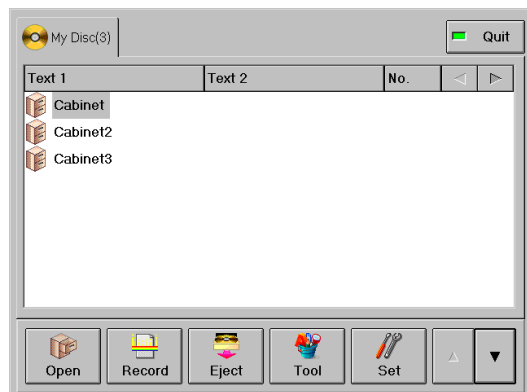 My Disc(3)
Quit
Text 1 Text 2 No.
Cabinet
Cabinet2
Cabinet3
Open Record Eject Tool Set